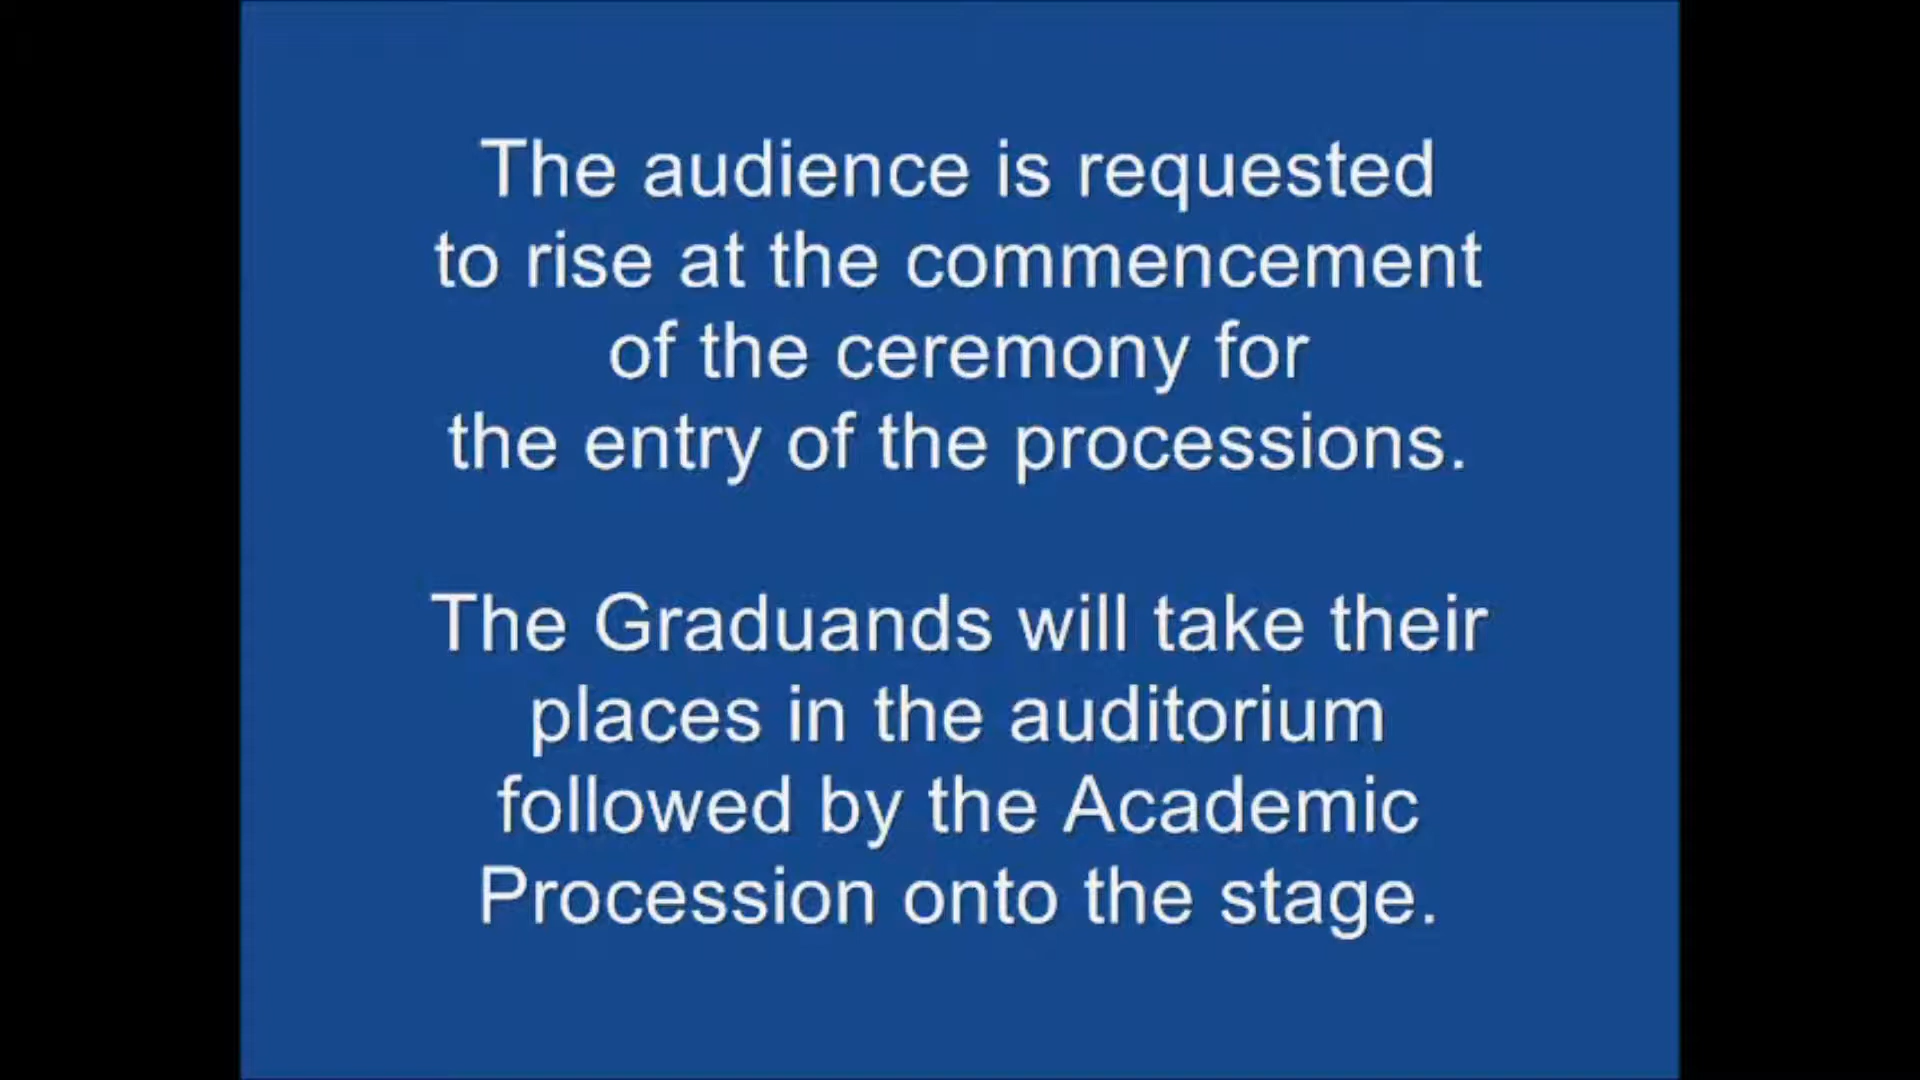 The audience is requested
to rise at the commencement
of the ceremony for
the entry of the processions.
The Graduands will take their
places in the auditorium
followed by the Academic
Procession onto the stage.